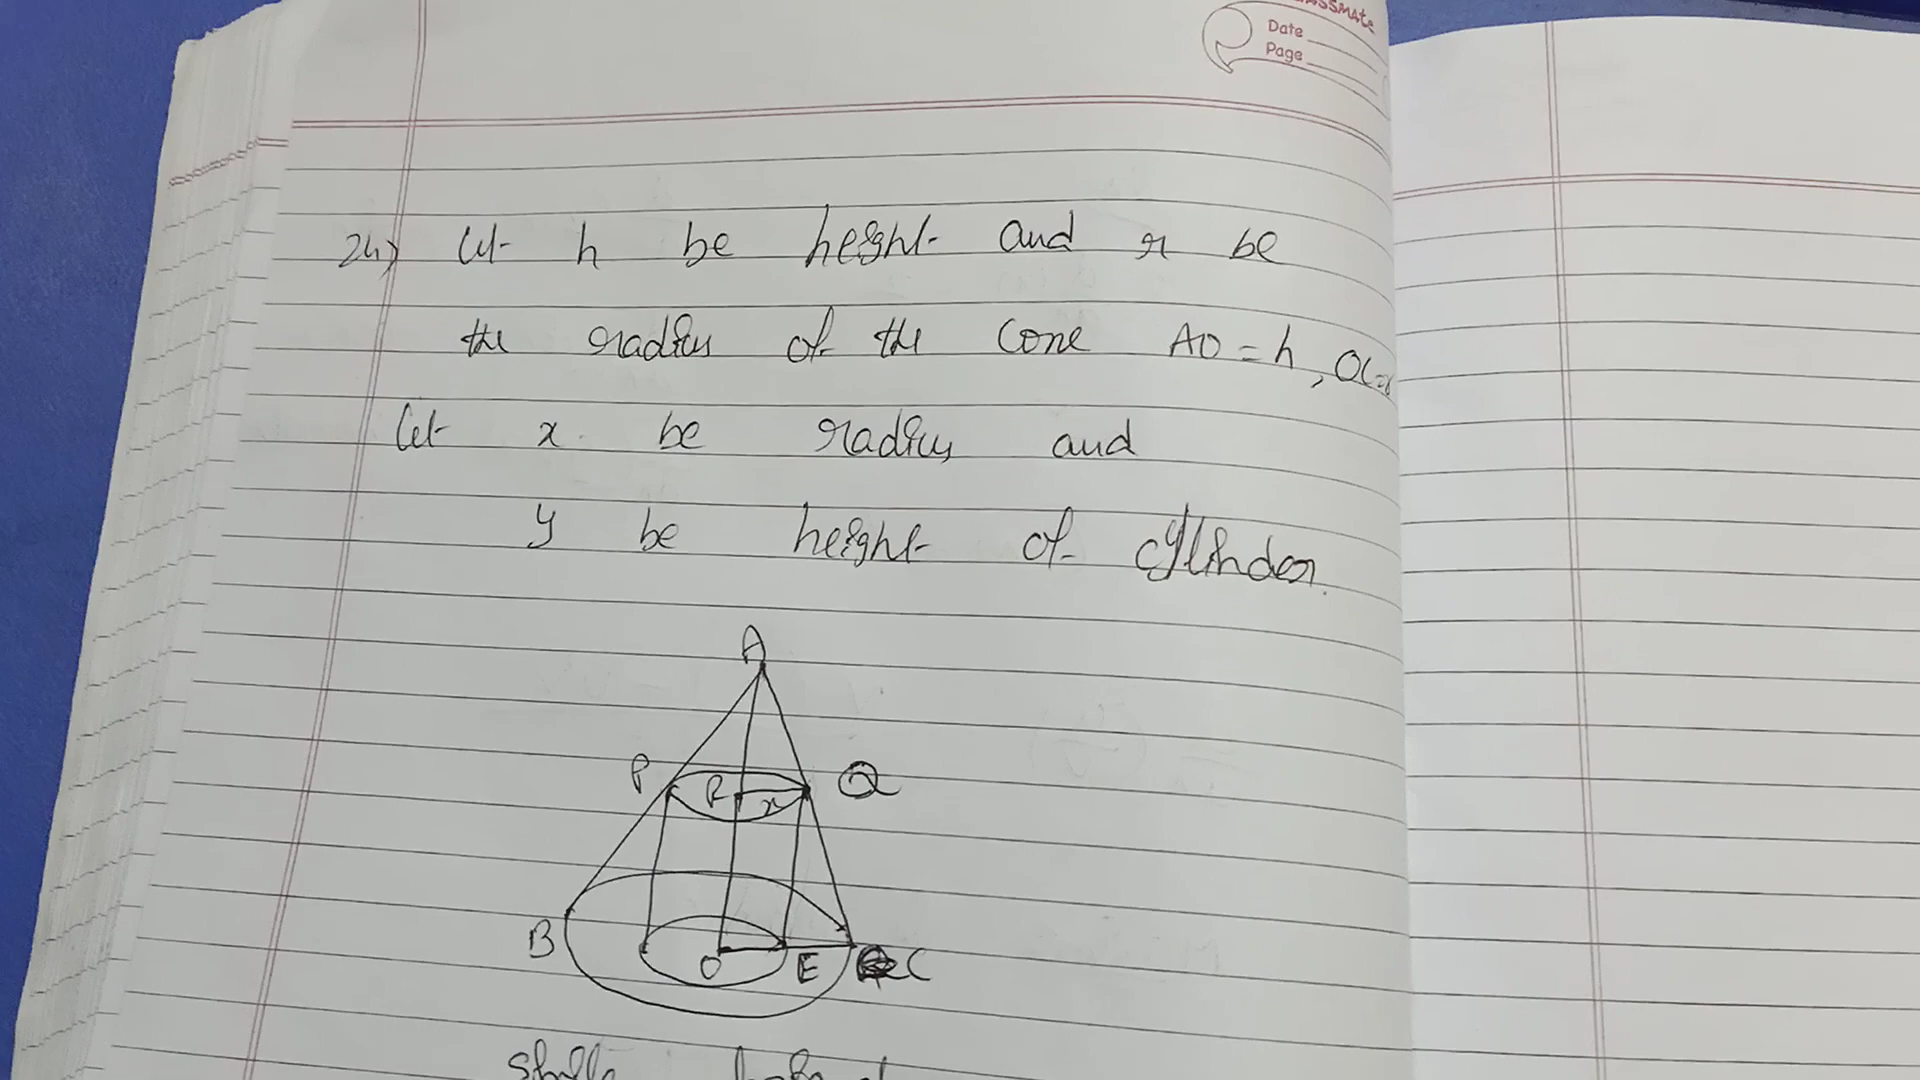 classmate
Date
Page
24) Let h be height and r be
the radius of the cone AO = h, OC=r
Let x be radius and
y be height of cylinder.
A
P R x Q
B O E C